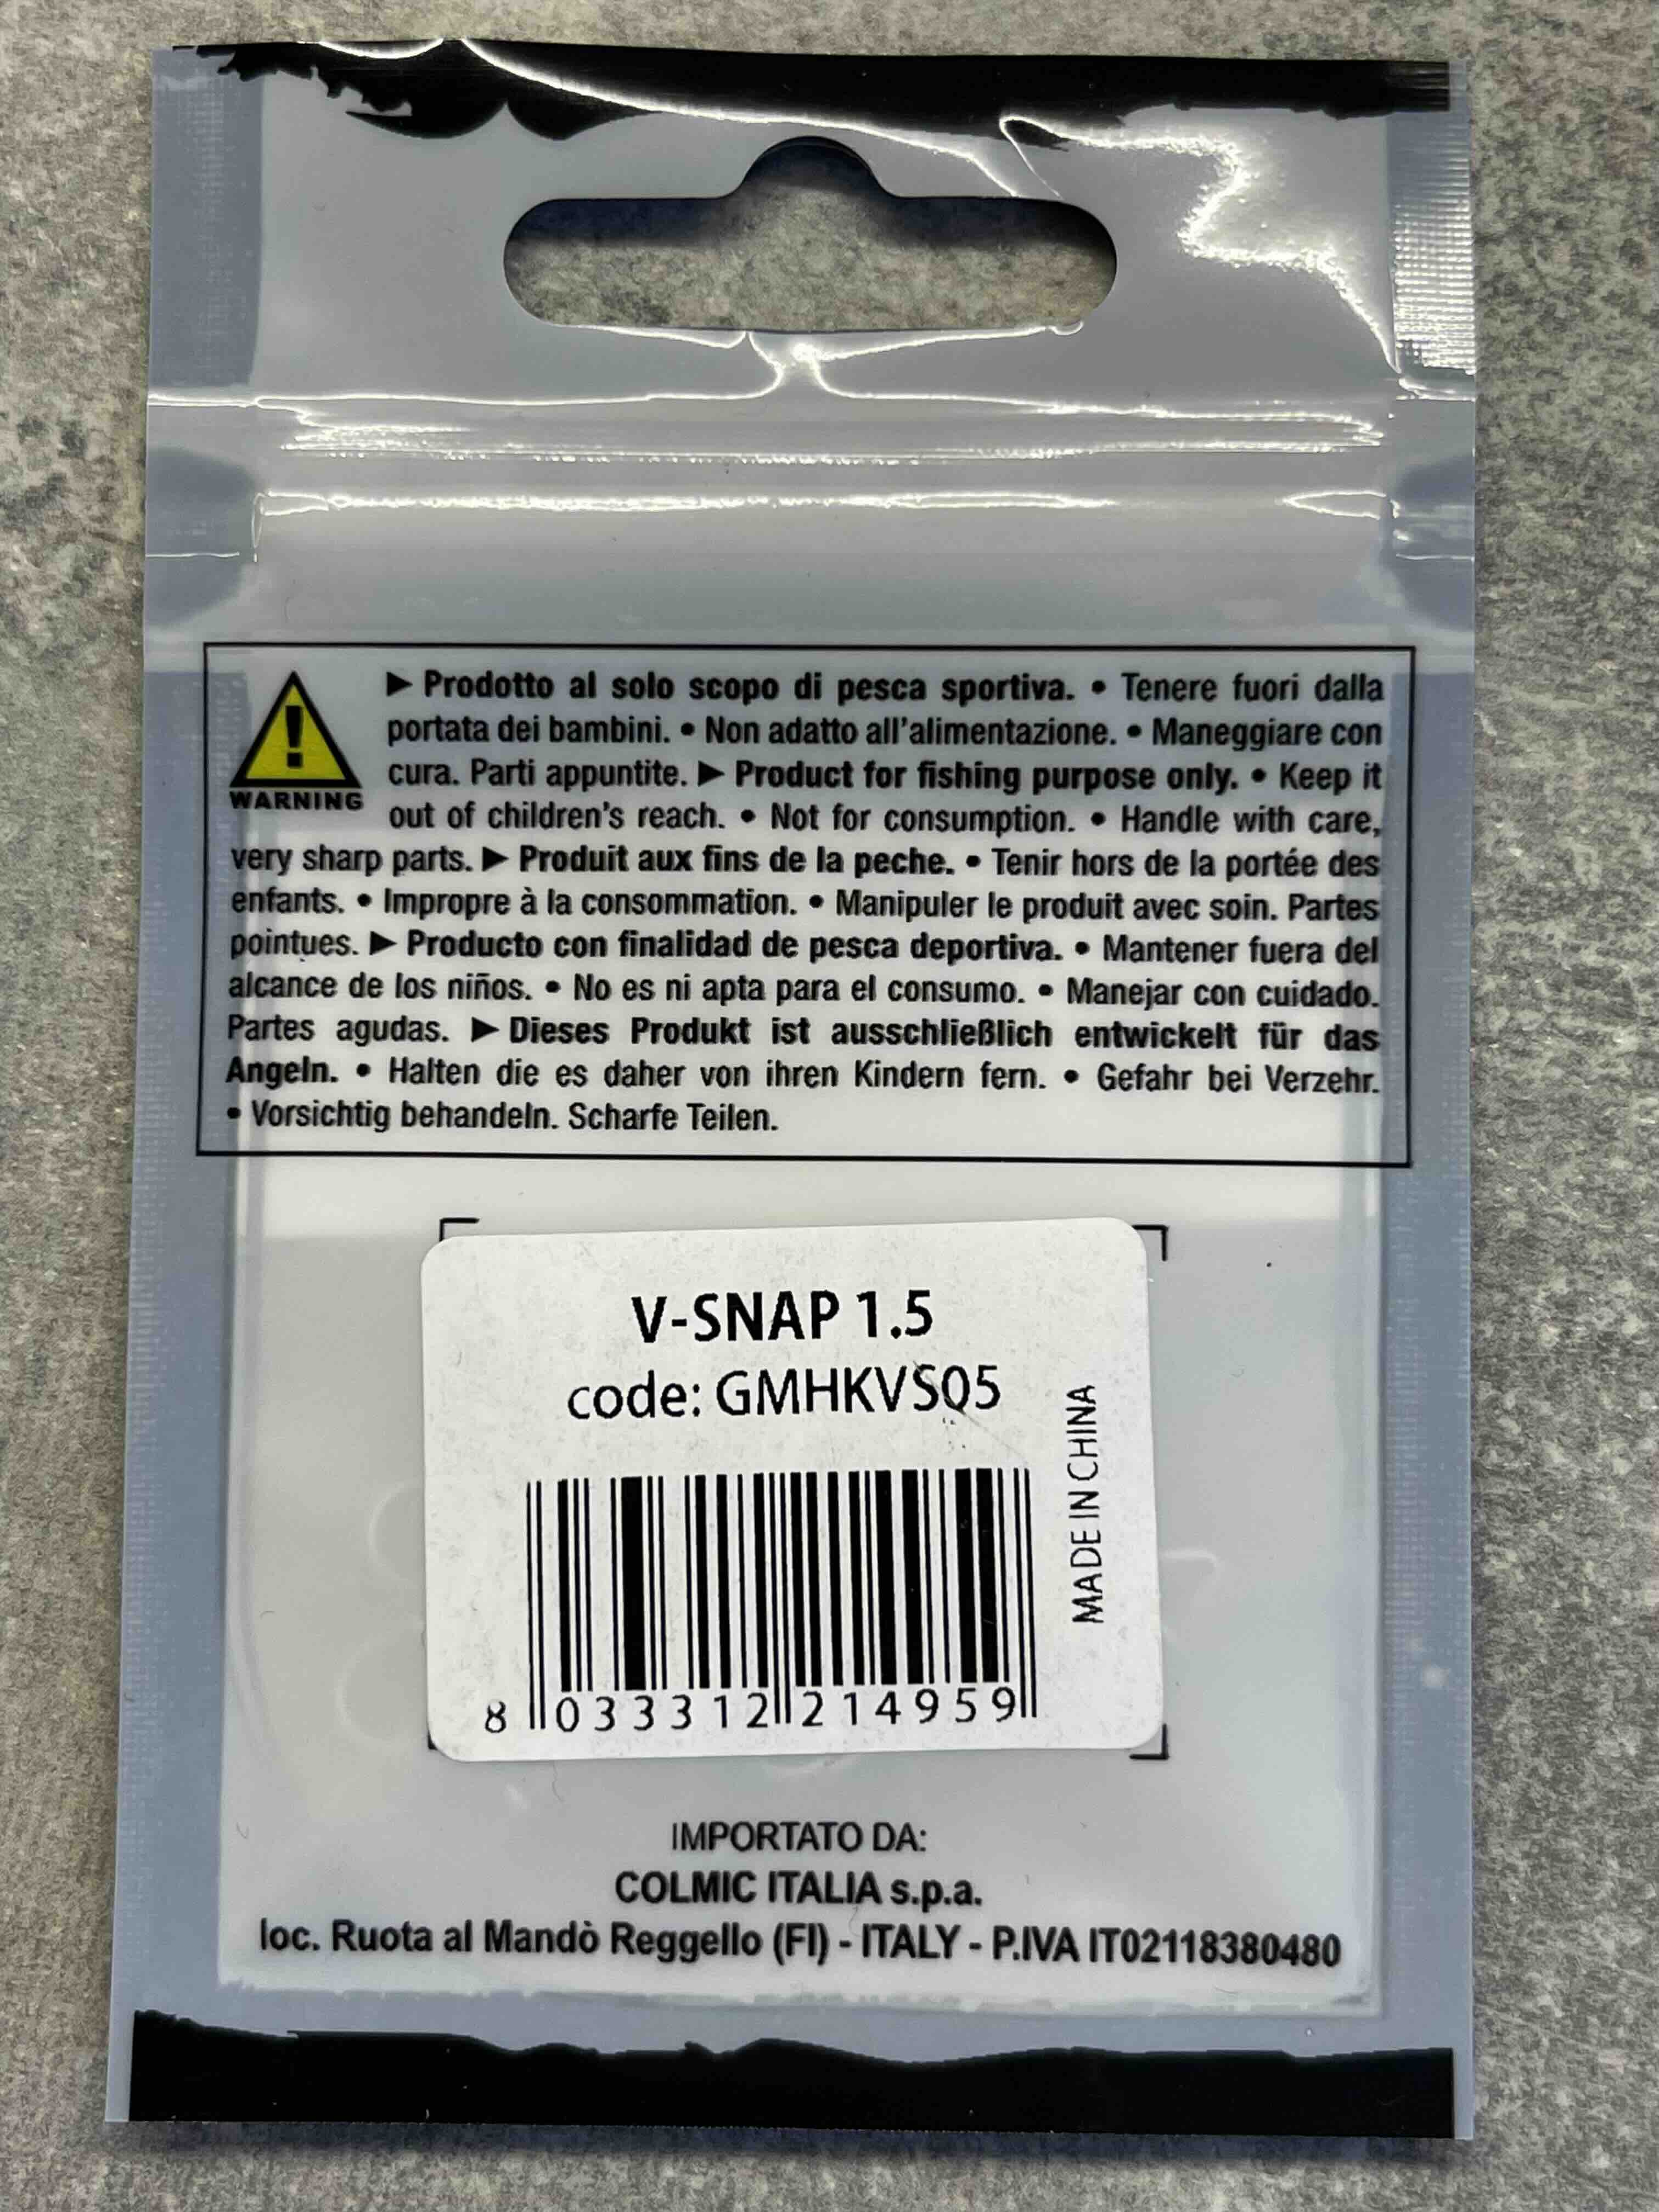 WARNING
► Prodotto al solo scopo di pesca sportiva. • Tenere fuori dalla
portata dei bambini. • Non adatto all'alimentazione. • Maneggiare con
cura. Parti appuntite. ► Product for fishing purpose only. • Keep it
out of children's reach. • Not for consumption. • Handle with care,
very sharp parts. ► Produit aux fins de la peche. • Tenir hors de la portée des
enfants. • Impropre à la consommation. • Manipuler le produit avec soin. Partes
pointues. ► Producto con finalidad de pesca deportiva. • Mantener fuera del
alcance de los niños. • No es ni apta para el consumo. • Manejar con cuidado.
Partes agudas. ► Dieses Produkt ist ausschließlich entwickelt für das
Angeln. • Halten die es daher von ihren Kindern fern. • Gefahr bei Verzehr.
• Vorsichtig behandeln. Scharfe Teilen.
V-SNAP 1.5
code: GMHKVS05
MADE IN CHINA
8 033312 214959
IMPORTATO DA:
COLMIC ITALIA s.p.a.
loc. Ruota al Mandò Reggello (FI) - ITALY - P.IVA IT02118380480